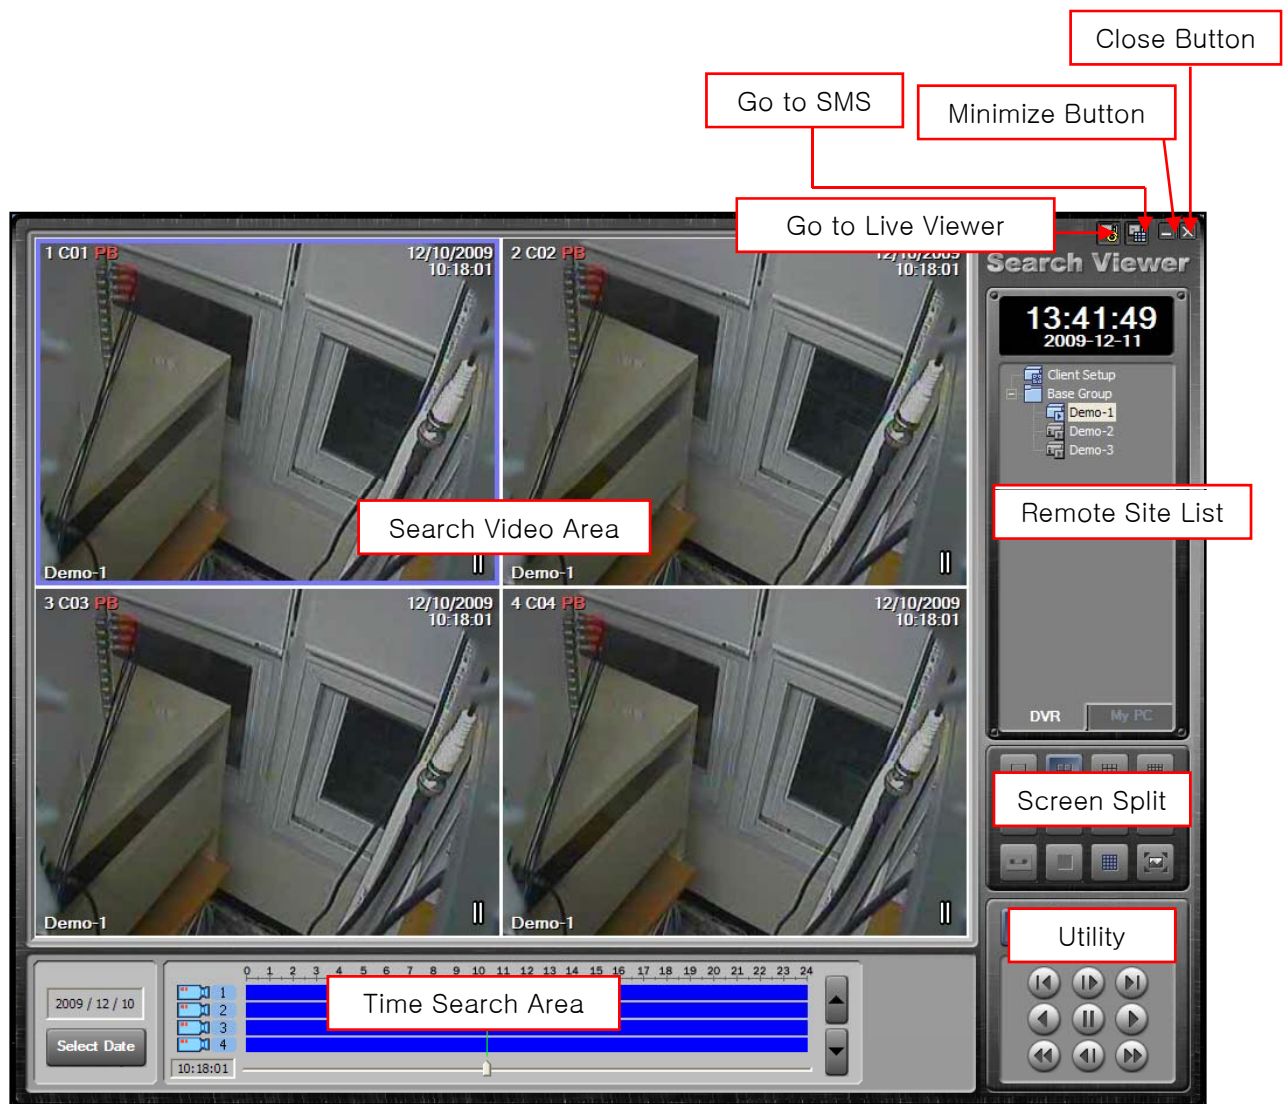 Close Button
Go to SMS
Minimize Button
Go to Live Viewer
Search Viewer
1 C01 PB
12/10/2009
10:18:01
2 C02 PB
12/10/2009
10:18:01
13:41:49
2009-12-11
Client Setup
Base Group
Demo-1
Demo-2
Demo-3
Search Video Area
Remote Site List
Demo-1
Demo-1
3 C03 PB
12/10/2009
10:18:01
4 C04 PB
12/10/2009
10:18:01
DVR
My PC
Screen Split
Demo-1
Demo-1
Utility
0 1 2 3 4 5 6 7 8 9 10 11 12 13 14 15 16 17 18 19 20 21 22 23 24
2009 / 12 / 10
1
2
3
4
Time Search Area
Select Date
10:18:01